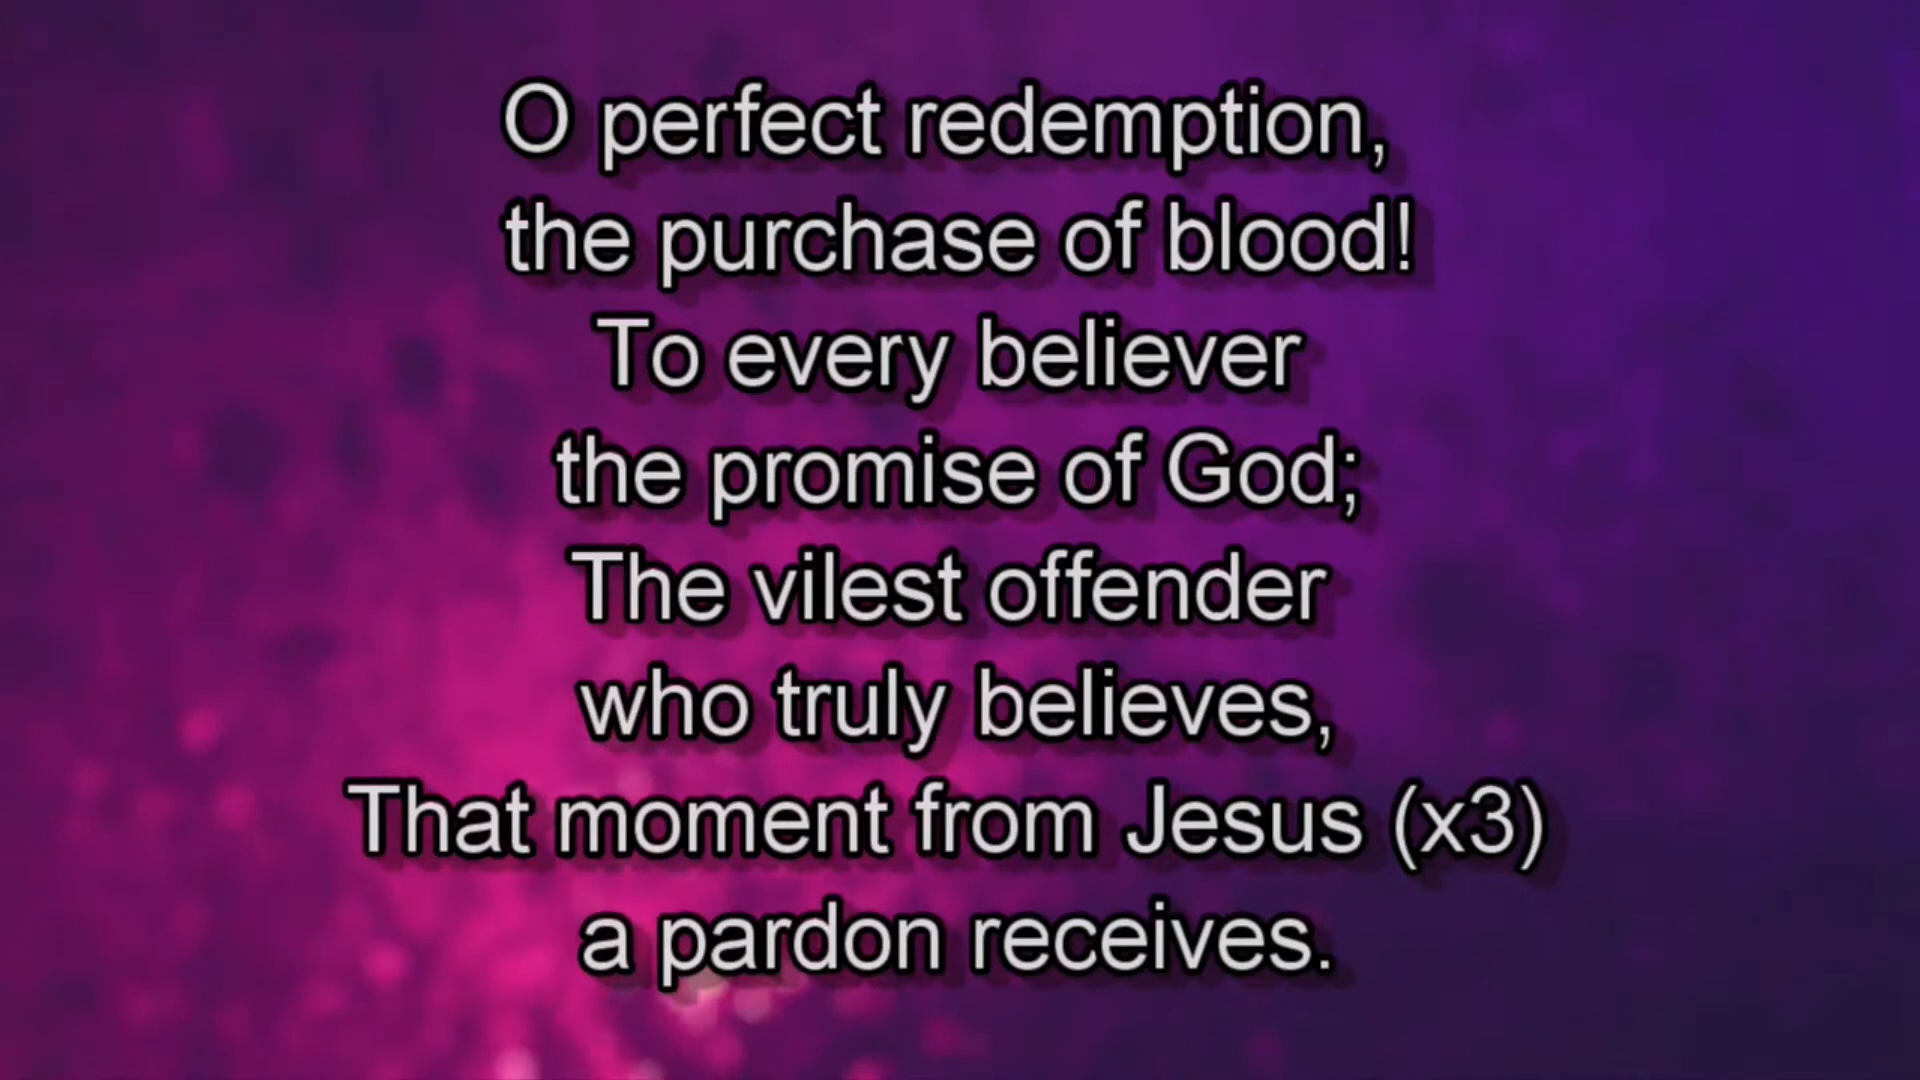 O perfect redemption,
the purchase of blood!
To every believer
the promise of God;
The vilest offender
who truly believes,
That moment from Jesus (x3)
a pardon receives.